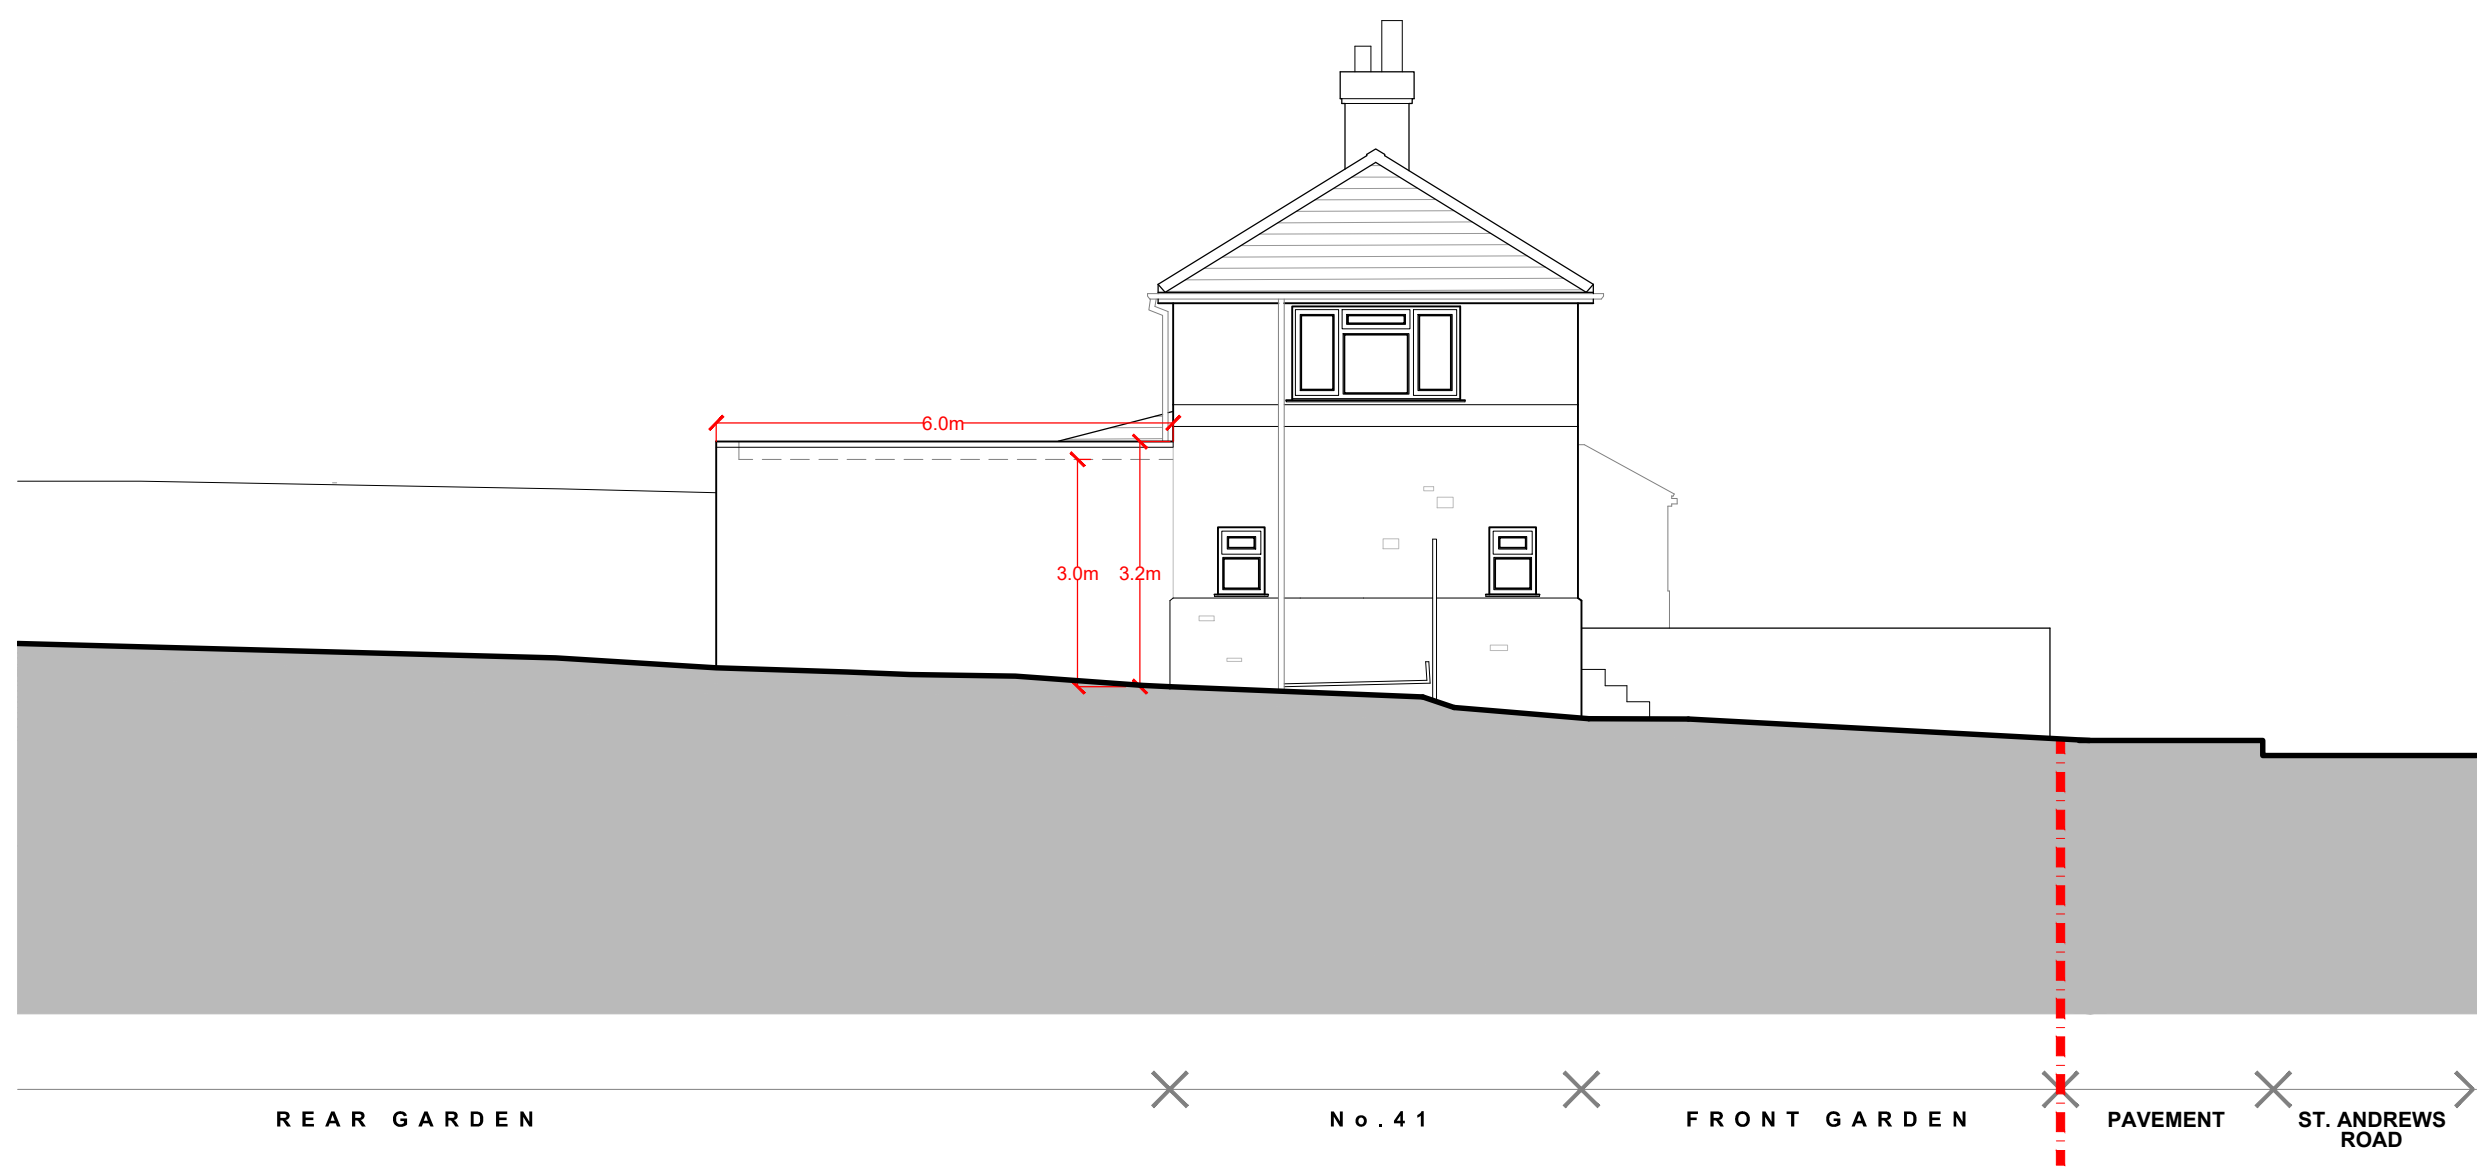 6.0m
3.0m
3.2m
REAR GARDEN
No.41
FRONT GARDEN
PAVEMENT
ST. ANDREWS
ROAD